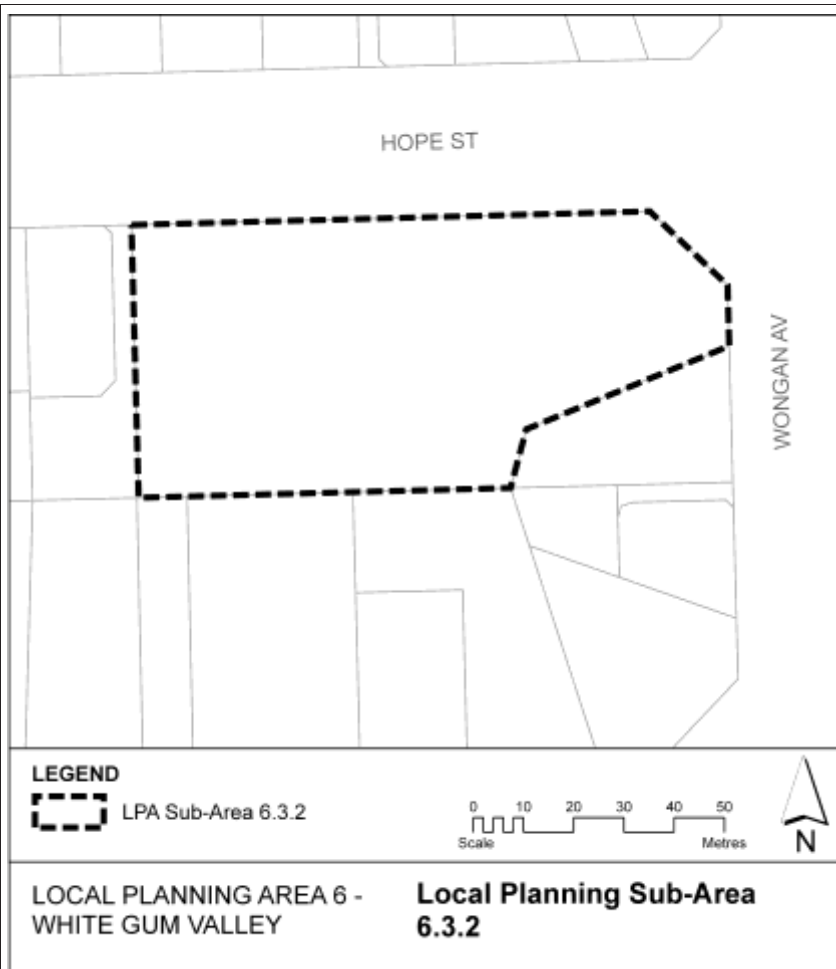 HOPE ST
WONGAN AV
LEGEND
LPA Sub-Area 6.3.2
0 10 20 30 40 50
Scale Metres
N
LOCAL PLANNING AREA 6 -
WHITE GUM VALLEY
Local Planning Sub-Area
6.3.2